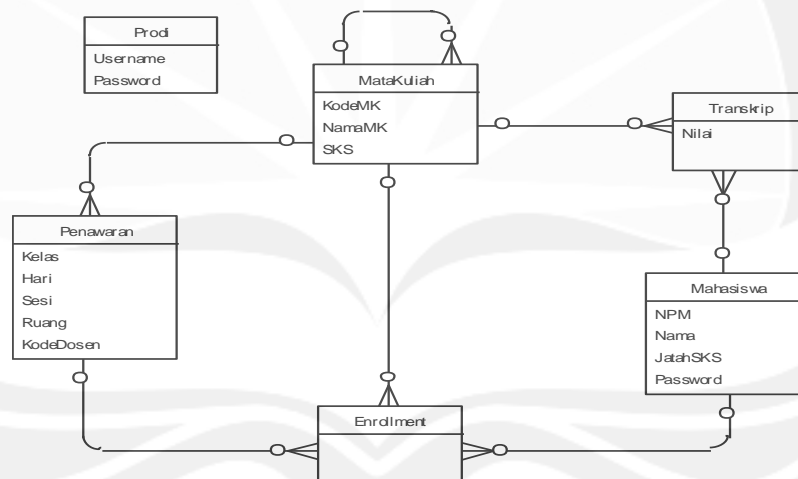 Prodi
Username
Password
MataKuliah
KodeMK
NamaMK
SKS
Transkrip
Nilai
Penawaran
Kelas
Hari
Sesi
Ruang
KodeDosen
Mahasiswa
NPM
Nama
JatahSKS
Password
Enrollment